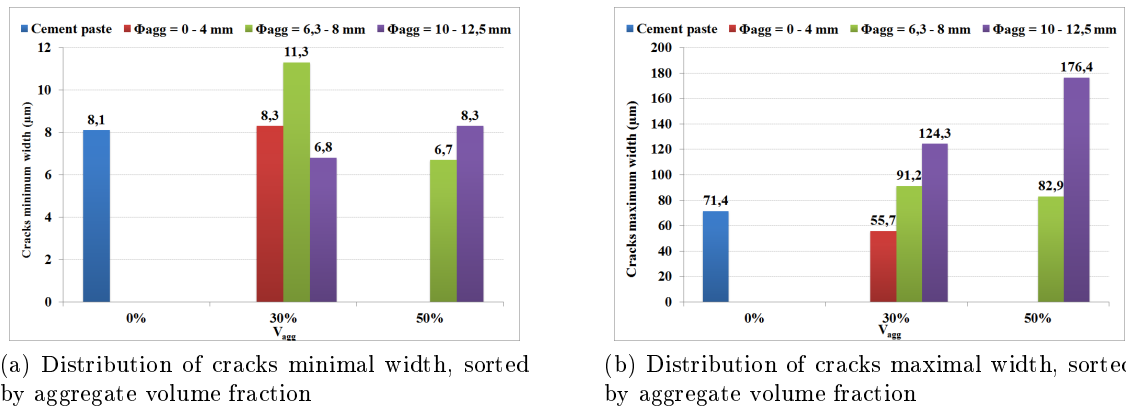 Cement paste Φagg = 0 - 4 mm Φagg = 6,3 - 8 mm Φagg = 10 - 12,5 mm
Cracks minimum width (µm)
12
10
8
6
4
2
0
8,1
8,3
11,3
6,8
6,7
8,3
0% 30% 50%
Vagg
(a) Distribution of cracks minimal width, sorted
by aggregate volume fraction
Cement paste Φagg = 0 - 4 mm Φagg = 6,3 - 8 mm Φagg = 10 - 12,5 mm
Cracks maximum width (µm)
200
180
160
140
120
100
80
60
40
20
0
71,4
55,7
91,2
124,3
82,9
176,4
0% 30% 50%
Vagg
(b) Distribution of cracks maximal width, sorted
by aggregate volume fraction